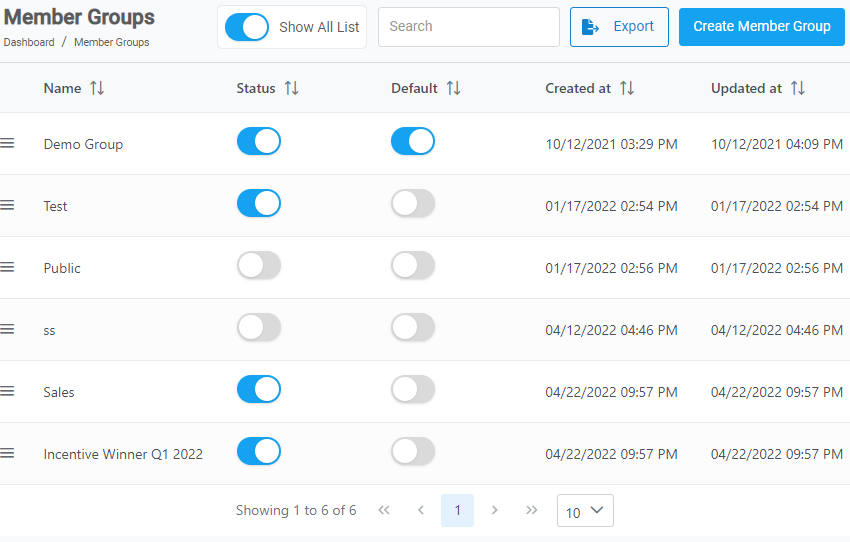 Member Groups
Dashboard / Member Groups
Show All List
Search
Export
Create Member Group
Name Status Default Created at Updated at
Demo Group 10/12/2021 03:29 PM 10/12/2021 04:09 PM
Test 01/17/2022 02:54 PM 01/17/2022 02:54 PM
Public 01/17/2022 02:56 PM 01/17/2022 02:56 PM
ss 04/12/2022 04:46 PM 04/12/2022 04:46 PM
Sales 04/22/2022 09:57 PM 04/22/2022 09:57 PM
Incentive Winner Q1 2022 04/22/2022 09:57 PM 04/22/2022 09:57 PM
Showing 1 to 6 of 6 « ‹ 1 › » 10